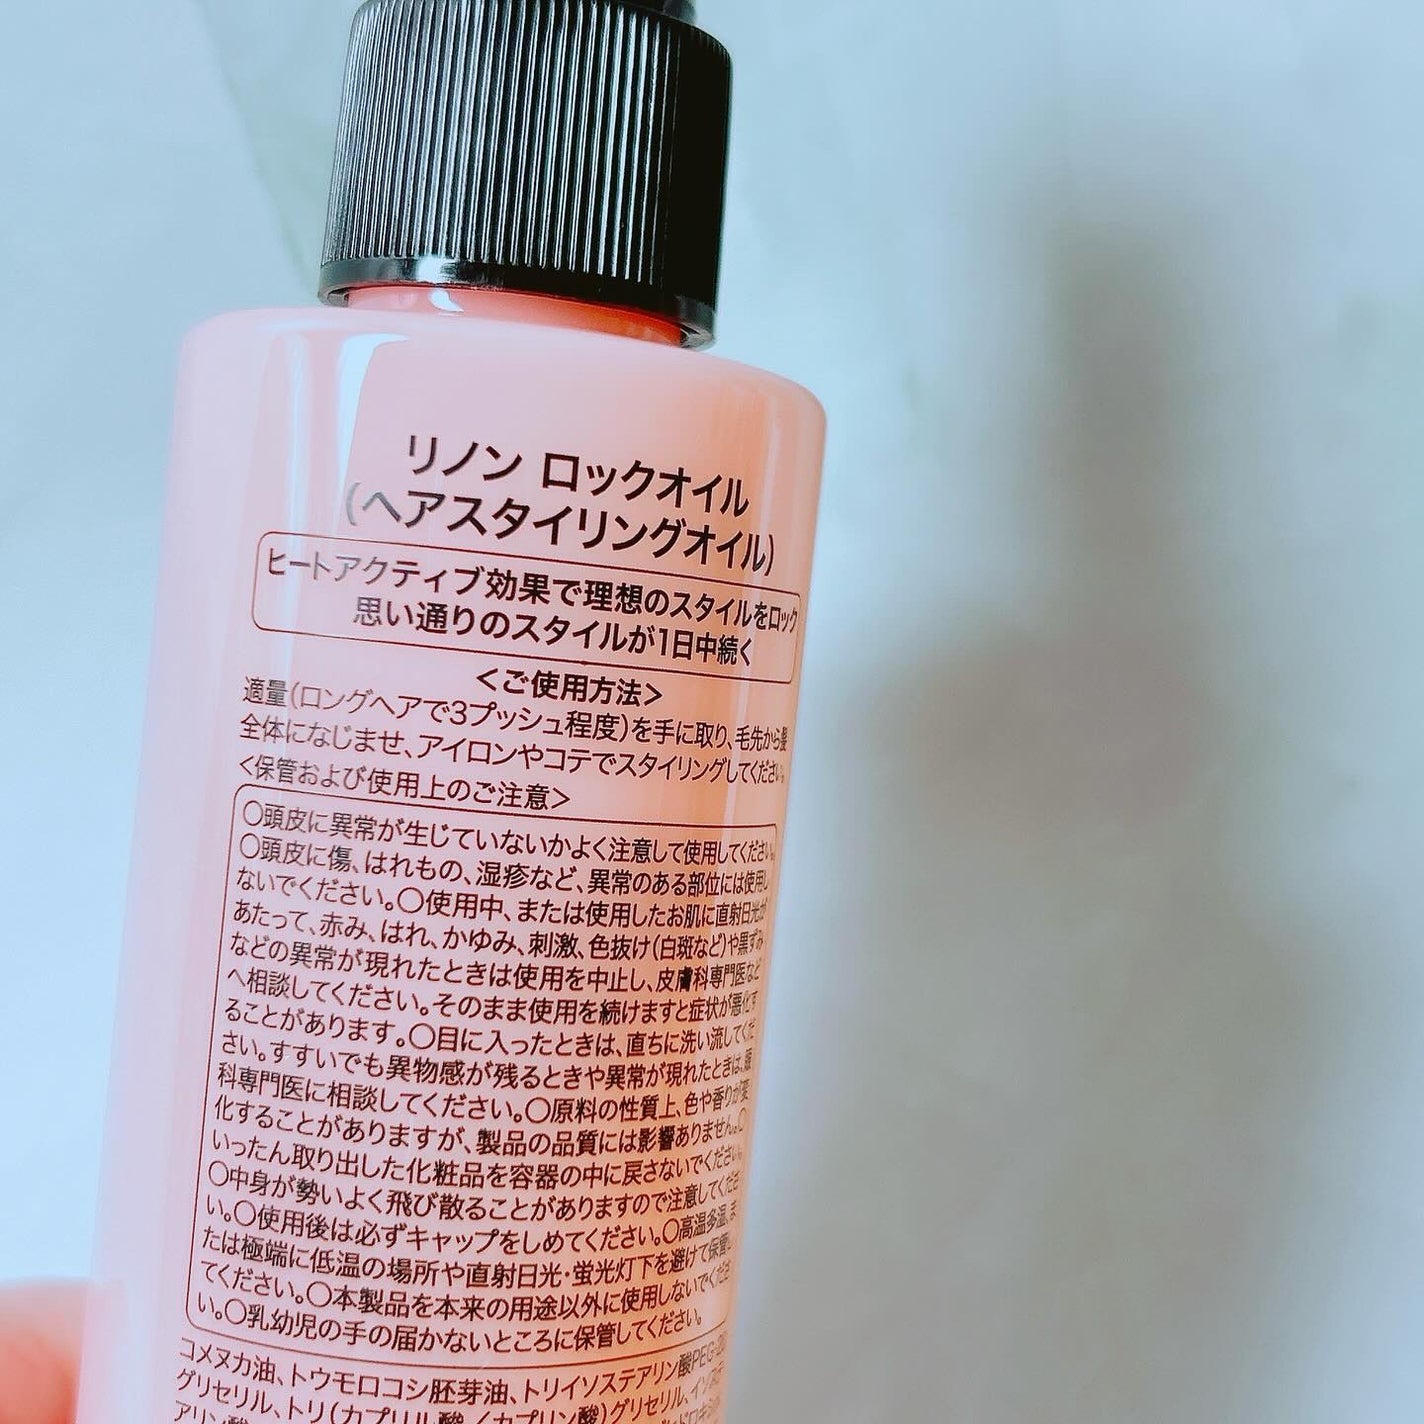 リノン ロックオイル
(ヘアスタイリングオイル)
ヒートアクティブ効果で理想のスタイルをロック
思い通りのスタイルが1日中続く
<ご使用方法>
適量(ロングヘアで3プッシュ程度)を手に取り、毛先から髪
全体になじませ、アイロンやコテでスタイリングしてください。
<保管および使用上のご注意>
○頭皮に異常が生じていないかよく注意して使用してください。
○頭皮に傷、はれもの、湿疹など、異常のある部位には使用し
ないでください。○使用中、または使用したお肌に直射日光が
あたって、赤み、はれ、かゆみ、刺激、色抜け(白斑など)や黒ずみ
などの異常が現れたときは使用を中止し、皮膚科専門医など
へ相談してください。そのまま使用を続けますと症状が悪化す
ることがあります。○目に入ったときは、直ちに洗い流してくだ
さい。すすいでも異物感が残るときや異常が現れたときは、眼
科専門医に相談してください。○原料の性質上、色や香りが変
化することがありますが、製品の品質には影響ありません。○
いったん取り出した化粧品を容器の中に戻さないでください。
○中身が勢いよく飛び散ることがありますので注意してくださ
い。○使用後は必ずキャップをしめてください。○高温多湿、ま
たは極端に低温の場所や直射日光・蛍光灯下を避けて保管し
てください。○本製品を本来の用途以外に使用しないでくださ
い。○乳幼児の手の届かないところに保管してください。
コメヌカ油、トウモロコシ胚芽油、トリイソステアリン酸PEG-20
グリセリル、トリ(カプリル酸/カプリン酸)グリセリル、
アリン酸